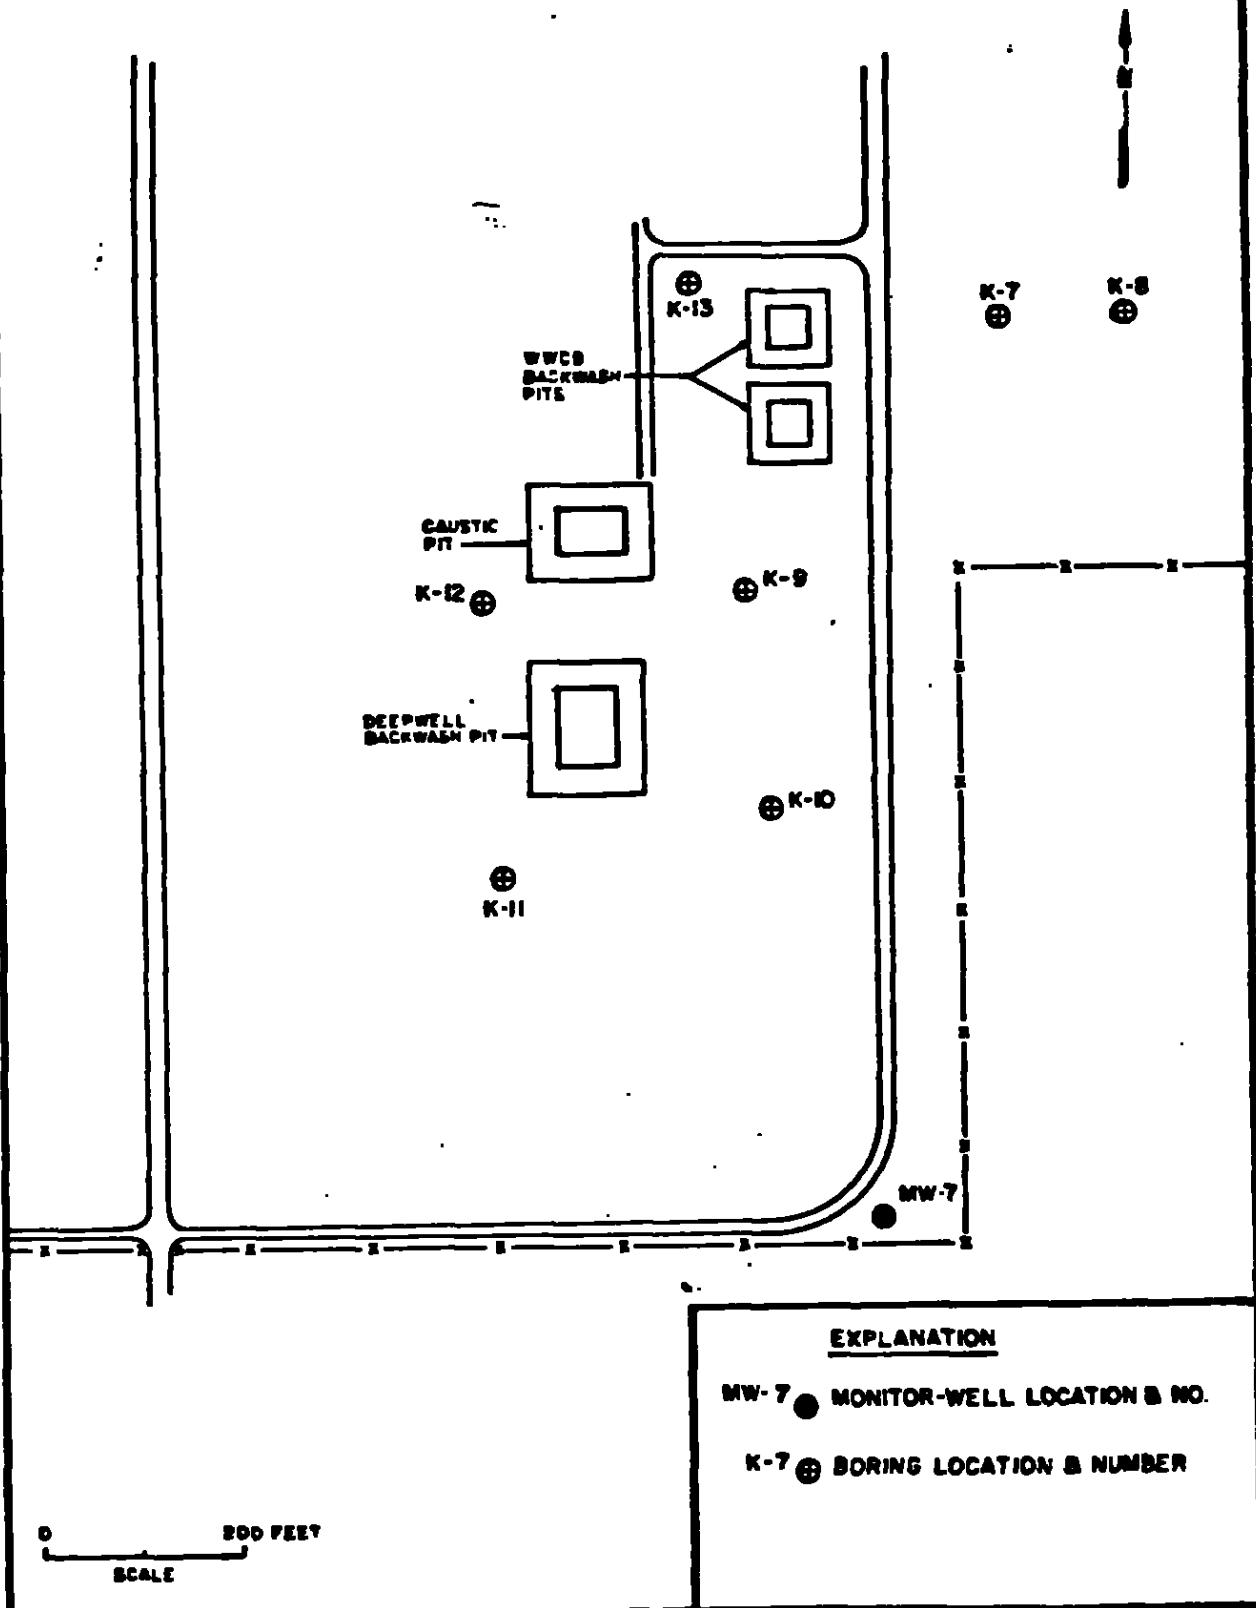 N
K-7
K-8
K-13
WWCB
BACKWASH
PITS
CAUSTIC
PIT
K-12
K-9
DEEPWELL
BACKWASH PIT
K-10
K-11
MW-7
EXPLANATION
MW-7 MONITOR-WELL LOCATION & NO.
K-7 BORING LOCATION & NUMBER
0 200 FEET
SCALE